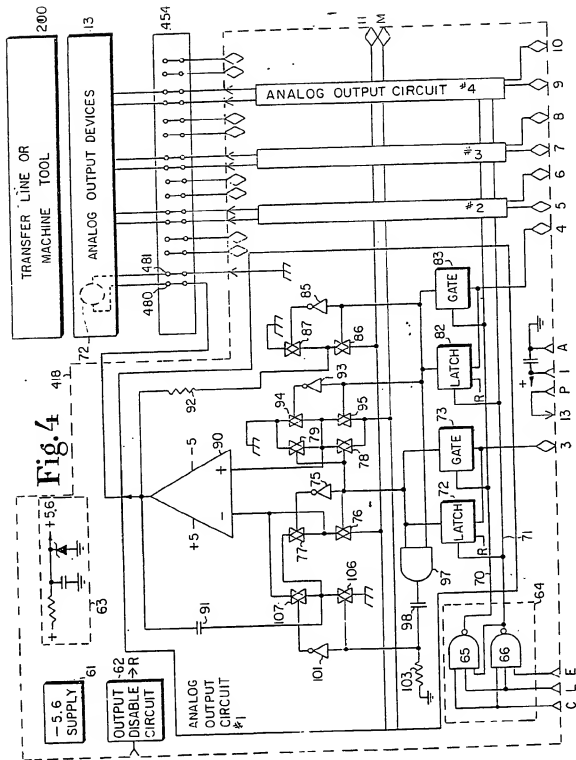 Fig. 4
TRANSFER LINE OR
MACHINE TOOL
200
ANALOG OUTPUT DEVICES
13
454
72
480
481
418
-5.6
SUPPLY
61
63
+
+5,6
OUTPUT
DISABLE
CIRCUIT
62
→R
ANALOG
OUTPUT
CIRCUIT
#1
91
+5
-5
-
+
90
92
107
106
101
103
98
97
77
76
75
79
78
94
95
93
87
86
85
LATCH
72
R
GATE
73
LATCH
82
R
GATE
83
70
71
64
65
66
ANALOG OUTPUT CIRCUIT #4
#3
#2
11
M
C
L
E
3
13
P
I
A
+
4
5
6
7
8
9
10